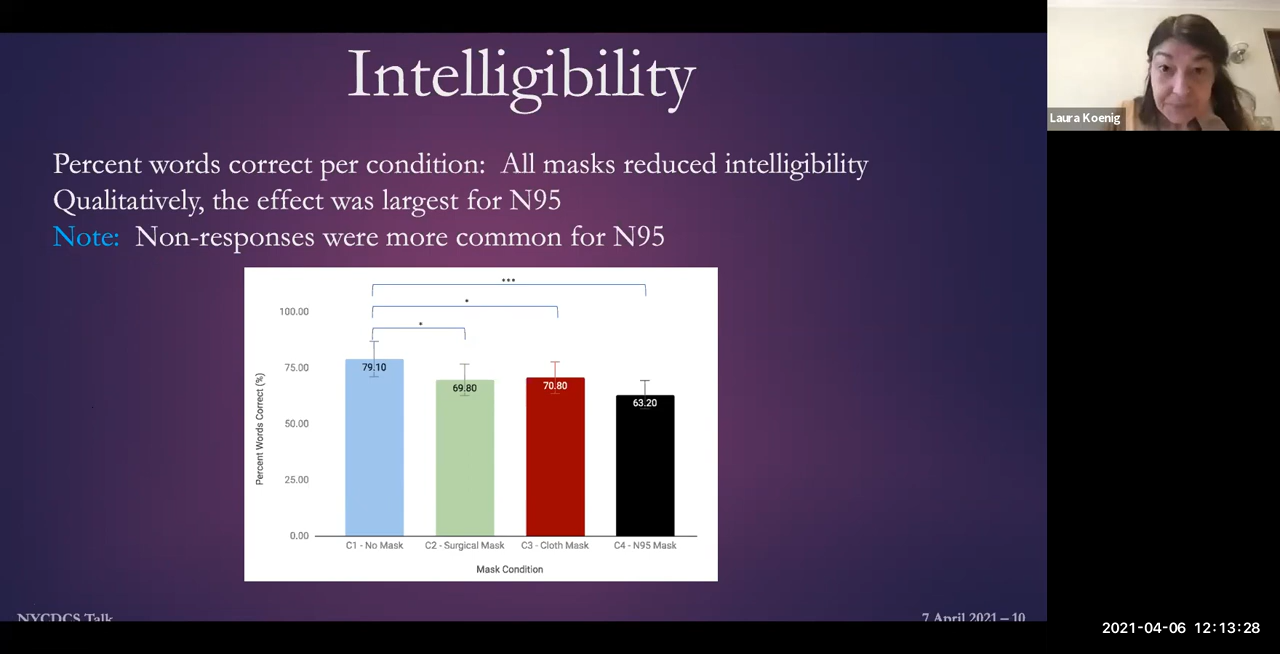 Intelligibility
Laura Koenig
Percent words correct per condition: All masks reduced intelligibility
Qualitatively, the effect was largest for N95
Note: Non-responses were more common for N95
***
*
*
100.00
75.00
50.00
25.00
0.00
Percent Words Correct (%)
79.10
69.80
70.80
63.20
C1 - No Mask
C2 - Surgical Mask
C3 - Cloth Mask
C4 - N95 Mask
Mask Condition
NYCDCS Talk
7 April 2021 – 10
2021-04-06 12:13:28